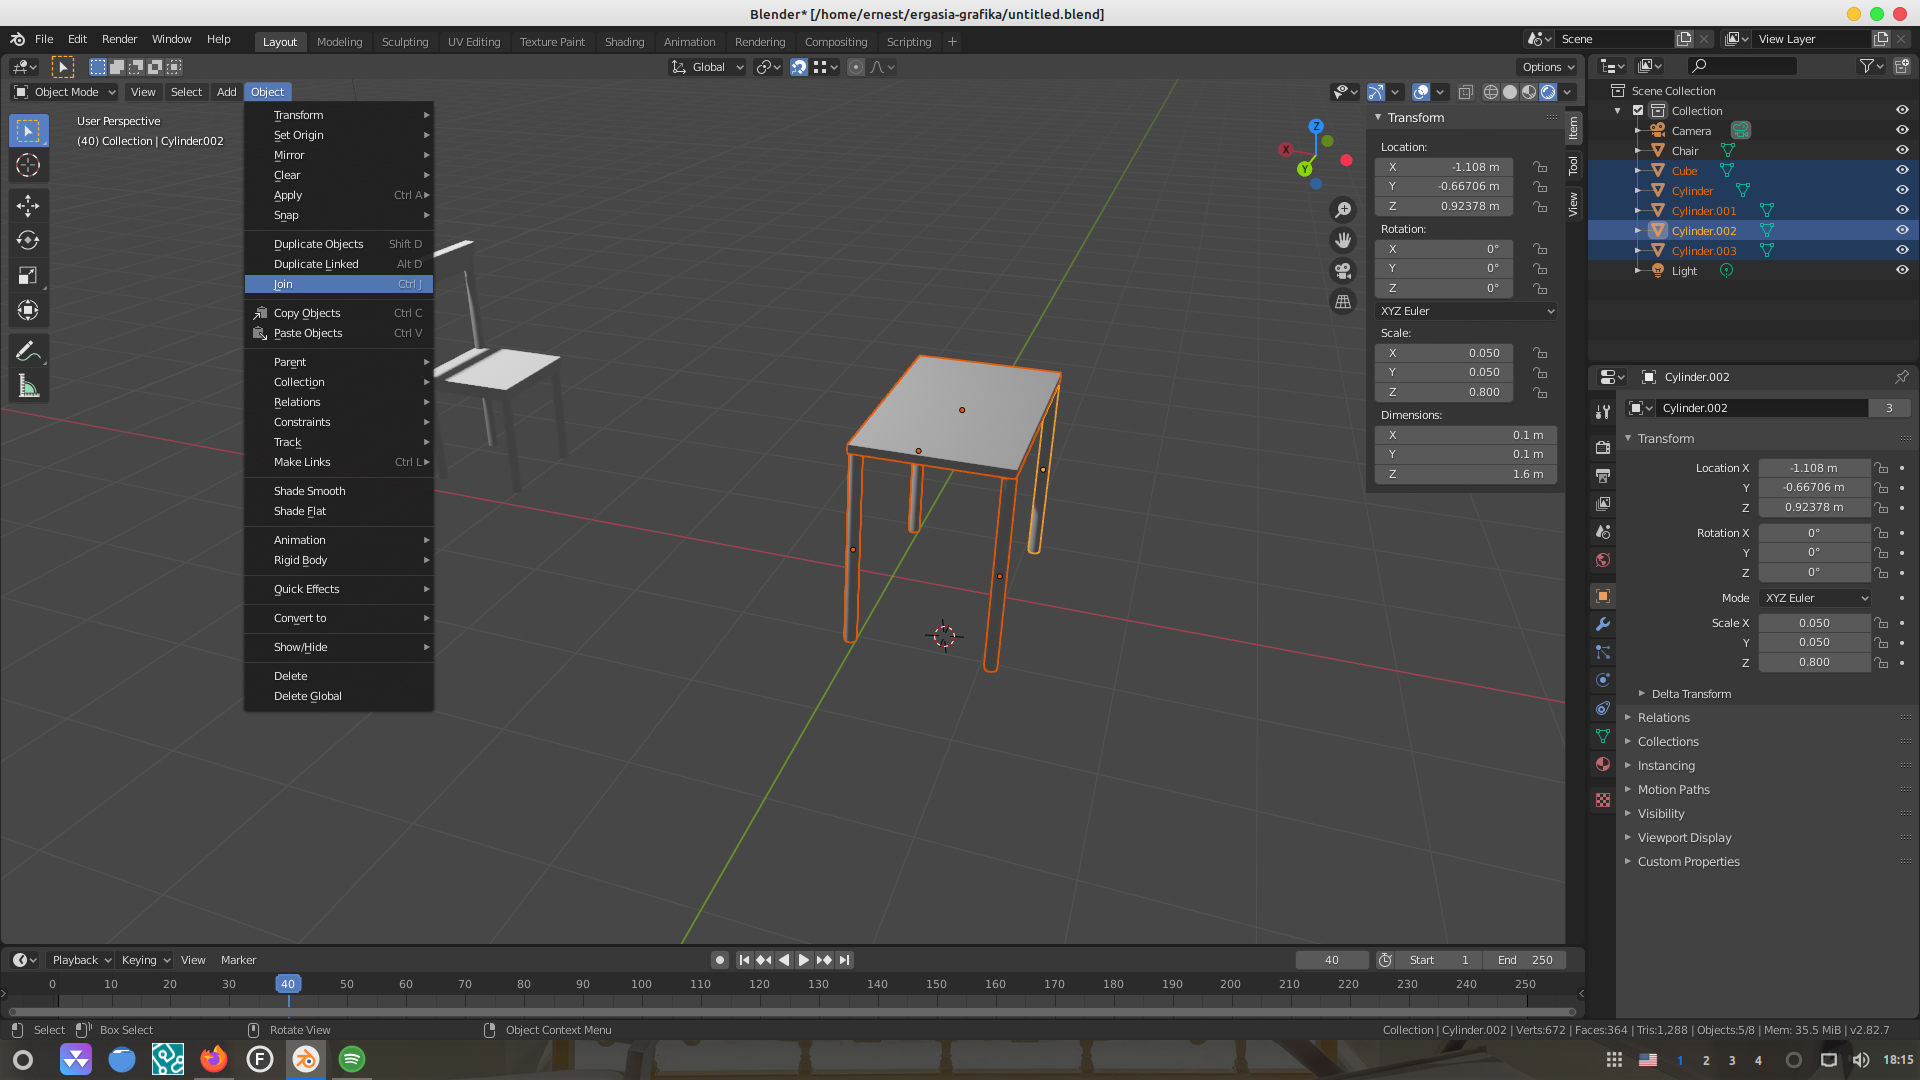 Blender* [/home/ernest/ergasia-grafika/untitled.blend]
File Edit Render Window Help
Layout Modeling Sculpting UV Editing Texture Paint Shading Animation Rendering Compositing Scripting +
Scene
View Layer
Global
Options
Object Mode View Select Add Object
User Perspective
(40) Collection | Cylinder.002
Transform
Set Origin
Mirror
Clear
Apply Ctrl A
Snap
Duplicate Objects Shift D
Duplicate Linked Alt D
Join Ctrl J
Copy Objects Ctrl C
Paste Objects Ctrl V
Parent
Collection
Relations
Constraints
Track
Make Links Ctrl L
Shade Smooth
Shade Flat
Animation
Rigid Body
Quick Effects
Convert to
Show/Hide
Delete
Delete Global
Z
X
Y
Transform
Location:
X -1.108 m
Y -0.66706 m
Z 0.92378 m
Rotation:
X 0°
Y 0°
Z 0°
XYZ Euler
Scale:
X 0.050
Y 0.050
Z 0.800
Dimensions:
X 0.1 m
Y 0.1 m
Z 1.6 m
Item
Tool
View
Scene Collection
Collection
Camera
Chair
Cube
Cylinder
Cylinder.001
Cylinder.002
Cylinder.003
Light
Cylinder.002
Cylinder.002 3
Transform
Location X -1.108 m
Y -0.66706 m
Z 0.92378 m
Rotation X 0°
Y 0°
Z 0°
Mode XYZ Euler
Scale X 0.050
Y 0.050
Z 0.800
Delta Transform
Relations
Collections
Instancing
Motion Paths
Visibility
Viewport Display
Custom Properties
Playback Keying View Marker
40 Start 1 End 250
0 10 20 30 40 50 60 70 80 90 100 110 120 130 140 150 160 170 180 190 200 210 220 230 240 250
Select Box Select Rotate View Object Context Menu
Collection | Cylinder.002 | Verts:672 | Faces:364 | Tris:1,288 | Objects:5/8 | Mem: 35.5 MiB | v2.82.7
F
1 2 3 4 18:15